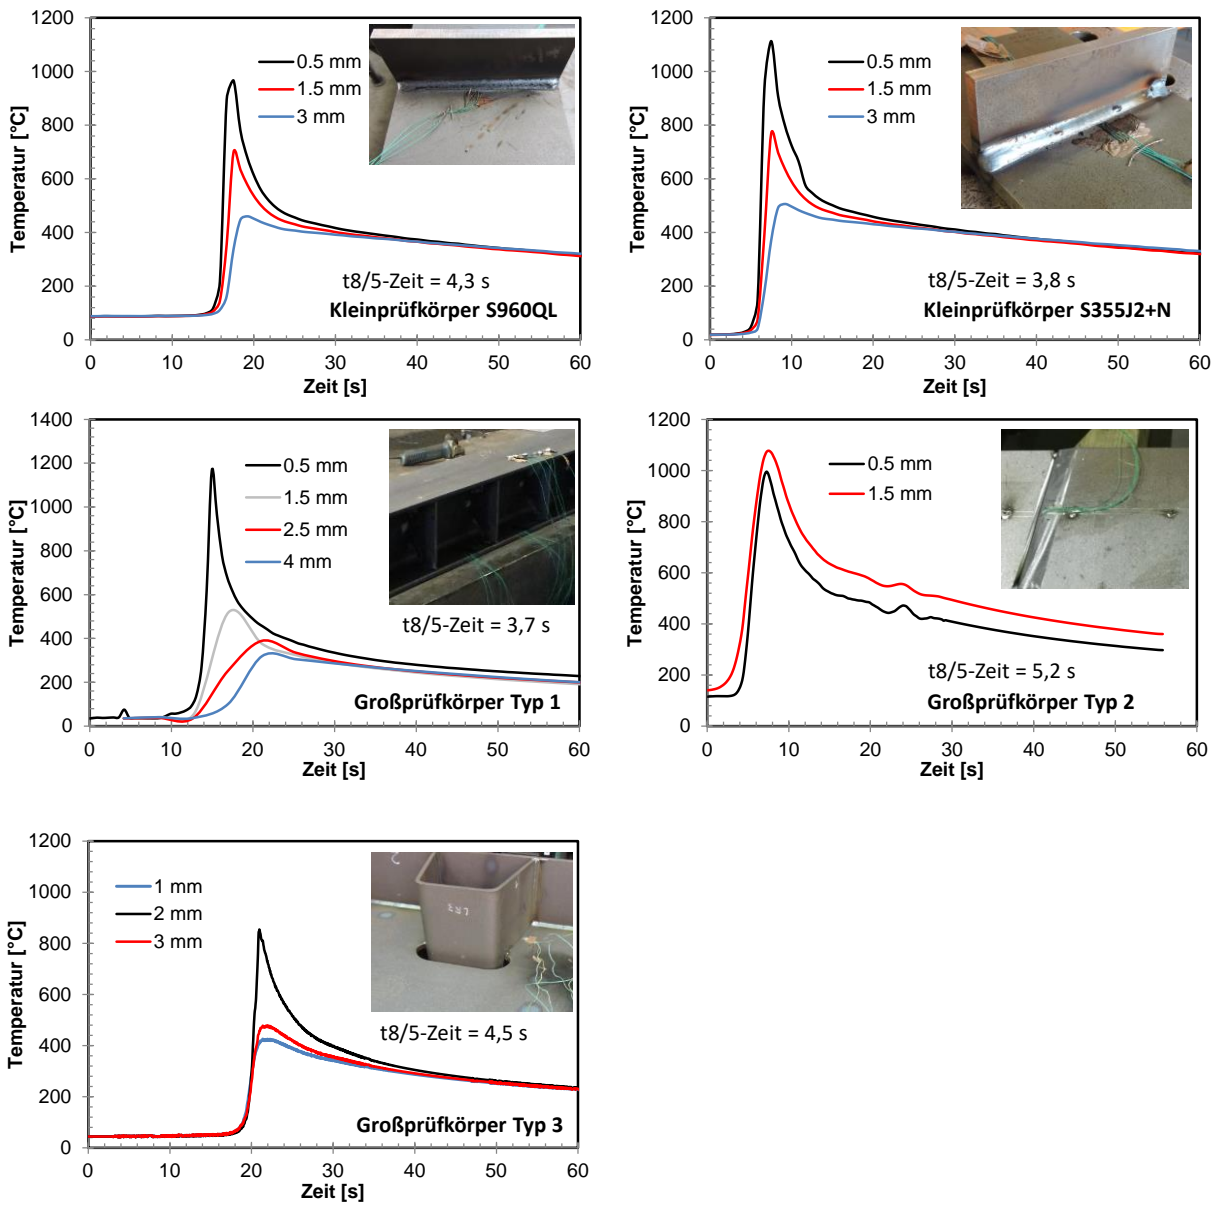 1200
1000
800
600
400
200
0
Temperatur [°C]
0.5 mm
1.5 mm
3 mm
t8/5-Zeit = 4,3 s
Kleinprüfkörper S960QL
0 10 20 30 40 50 60
Zeit [s]
1200
1000
800
600
400
200
0
Temperatur [°C]
0.5 mm
1.5 mm
3 mm
t8/5-Zeit = 3,8 s
Kleinprüfkörper S355J2+N
0 10 20 30 40 50 60
Zeit [s]
1400
1200
1000
800
600
400
200
0
Temperatur [°C]
0.5 mm
1.5 mm
2.5 mm
4 mm
t8/5-Zeit = 3,7 s
Großprüfkörper Typ 1
0 10 20 30 40 50 60
Zeit [s]
1200
1000
800
600
400
200
0
Temperatur [°C]
0.5 mm
1.5 mm
t8/5-Zeit = 5,2 s
Großprüfkörper Typ 2
0 10 20 30 40 50 60
Zeit [s]
1200
1000
800
600
400
200
0
Temperatur [°C]
1 mm
2 mm
3 mm
t8/5-Zeit = 4,5 s
Großprüfkörper Typ 3
0 10 20 30 40 50 60
Zeit [s]